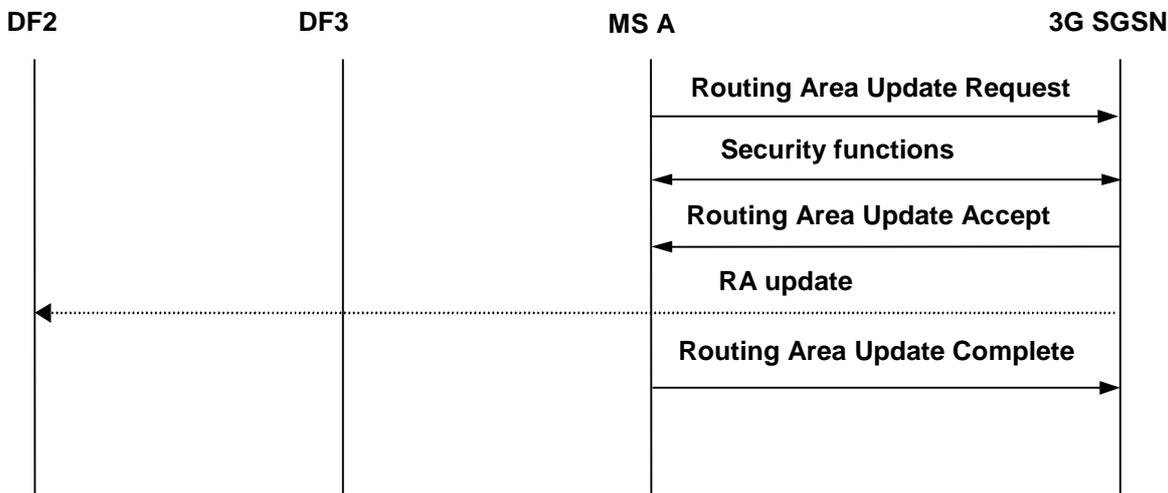 DF2 DF3 MS A 3G SGSN
Routing Area Update Request
Security functions
Routing Area Update Accept
RA update
Routing Area Update Complete